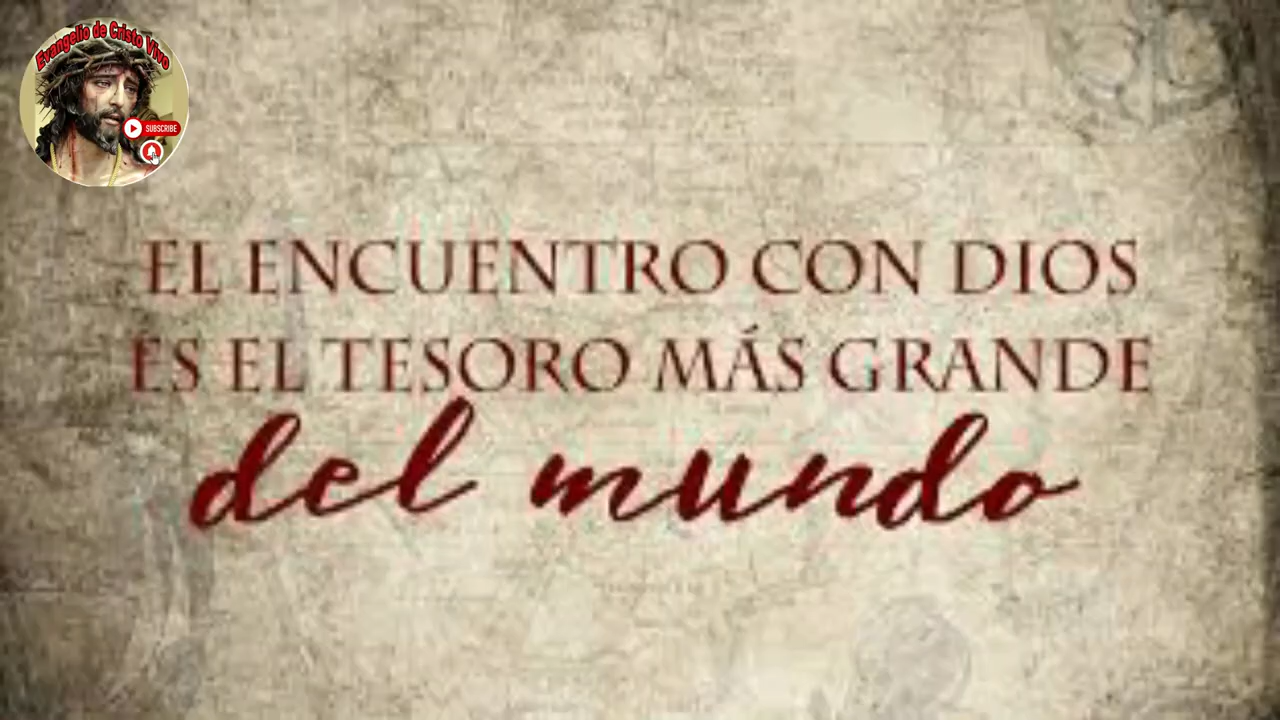 Evangelio de Cristo Vivo
SUBSCRIBE
EL ENCUENTRO CON DIOS
ES EL TESORO MÁS GRANDE
del mundo